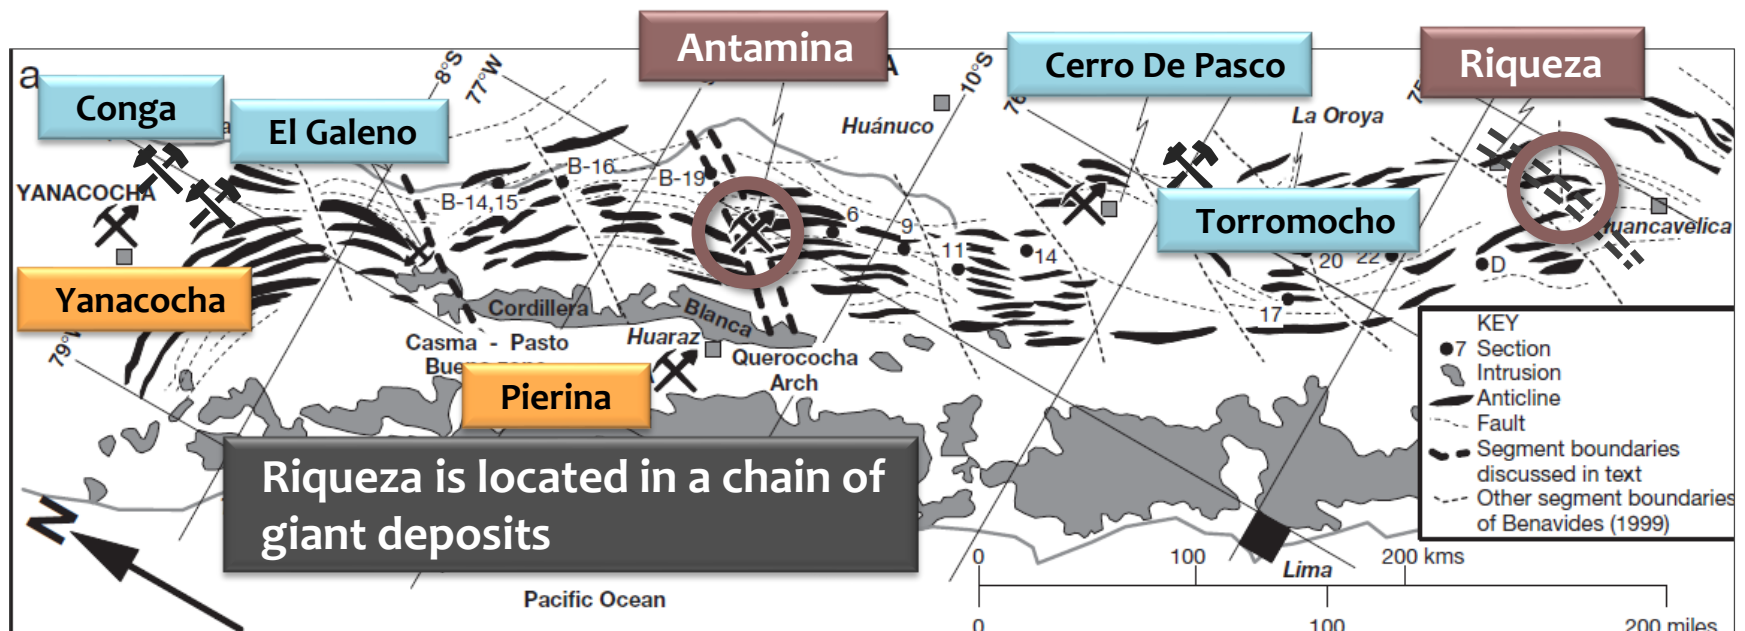 a
Conga
El Galeno
8°S
77°W
Antamina
A
10°S
Cerro De Pasco
Riqueza
Huánuco
La Oroya
YANACOCHA
B-14,15
B-16
B-19
6
9
11
14
Torromocho
20
22
D
17
Yanacocha
79°
Cordillera
Blanca
Casma - Pasto
Huaraz
Querococha
Arch
Pierina
Riqueza is located in a chain of
giant deposits
KEY
7 Section
Intrusion
Anticline
Fault
Segment boundaries
discussed in text
Other segment boundaries
of Benavides (1999)
N
0
100
200 kms
Lima
Pacific Ocean
0
100
200 miles